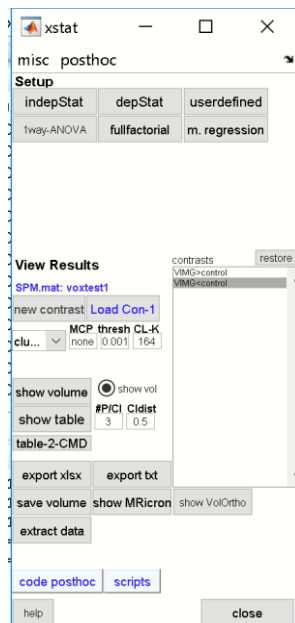 xstat
misc posthoc
Setup
indepStat depStat userdefined
1way-ANOVA fullfactorial m. regression
View Results contrasts restore
VIMG>control
SPM.mat: voxtest1 VIMG<control
new contrast Load Con-1
MCP thresh CL-K
clu... none 0.001 164
show volume show vol
#P/Cl Cldist
show table 3 0.5
table-2-CMD
export xlsx export txt
save volume show MRicron show VolOrtho
extract data
code posthoc scripts
help close